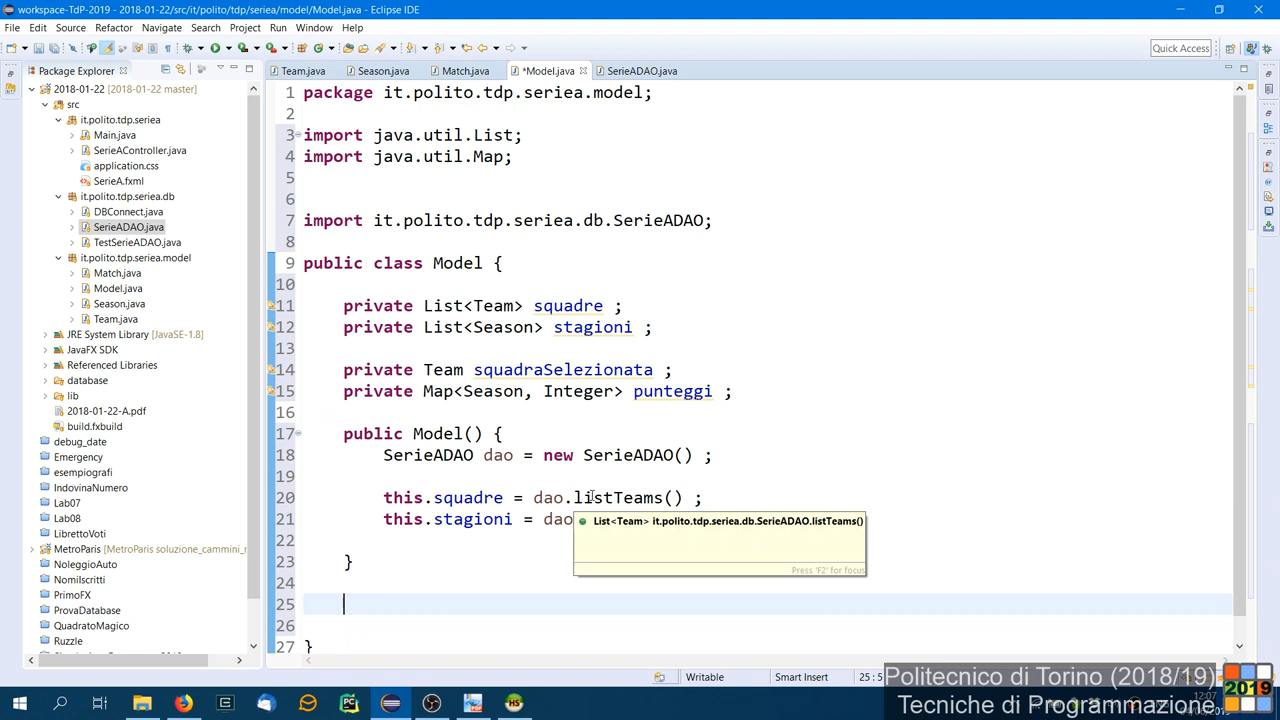 workspace-TdP-2019 - 2018-01-22/src/it/polito/tdp/seriea/model/Model.java - Eclipse IDE
File Edit Source Refactor Navigate Search Project Run Window Help
Quick Access
Package Explorer
Team.java Season.java Match.java *Model.java SerieADAO.java
2018-01-22 [2018-01-22 master]
src
it.polito.tdp.seriea
Main.java
SerieAController.java
application.css
SerieA.fxml
it.polito.tdp.seriea.db
DBConnect.java
SerieADAO.java
TestSerieADAO.java
it.polito.tdp.seriea.model
Match.java
Model.java
Season.java
Team.java
JRE System Library [JavaSE-1.8]
JavaFX SDK
Referenced Libraries
database
lib
2018-01-22-A.pdf
build.fxbuild
debug_date
Emergency
esempiografi
IndovinaNumero
Lab07
Lab08
LibrettoVoti
MetroParis [MetroParis soluzione_cammini_
NoleggioAuto
NomiIscritti
PrimoFX
ProvaDatabase
QuadratoMagico
Ruzzle
1 package it.polito.tdp.seriea.model;
2
3 import java.util.List;
4 import java.util.Map;
5
6
7 import it.polito.tdp.seriea.db.SerieADAO;
8
9 public class Model {
10
11 private List<Team> squadre ;
12 private List<Season> stagioni ;
13
14 private Team squadraSelezionata ;
15 private Map<Season, Integer> punteggi ;
16
17 public Model() {
18 SerieADAO dao = new SerieADAO() ;
19
20 this.squadre = dao.listTeams() ;
21 this.stagioni = dao
22
23 }
24
25
26
27 }
List<Team> it.polito.tdp.seriea.db.SerieADAO.listTeams()
Press 'F2' for focus
Writable Smart Insert 25 : 5
Politecnico di Torino (2018/19)
Tecniche di Programmazione
2019
12:07